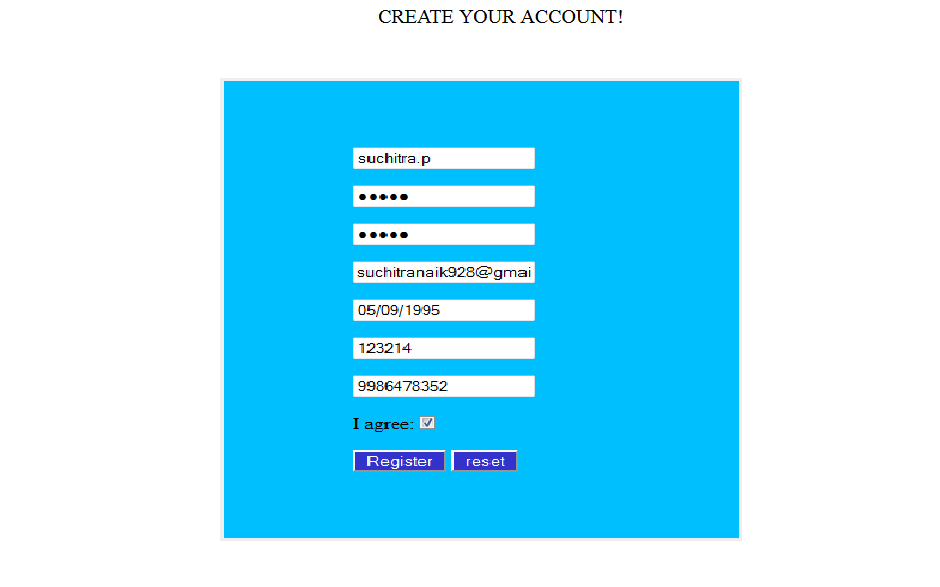 CREATE YOUR ACCOUNT!
suchitra.p
•••••
•••••
suchitranaik928@gmai
05/09/1995
123214
9986478352
I agree:
Register reset